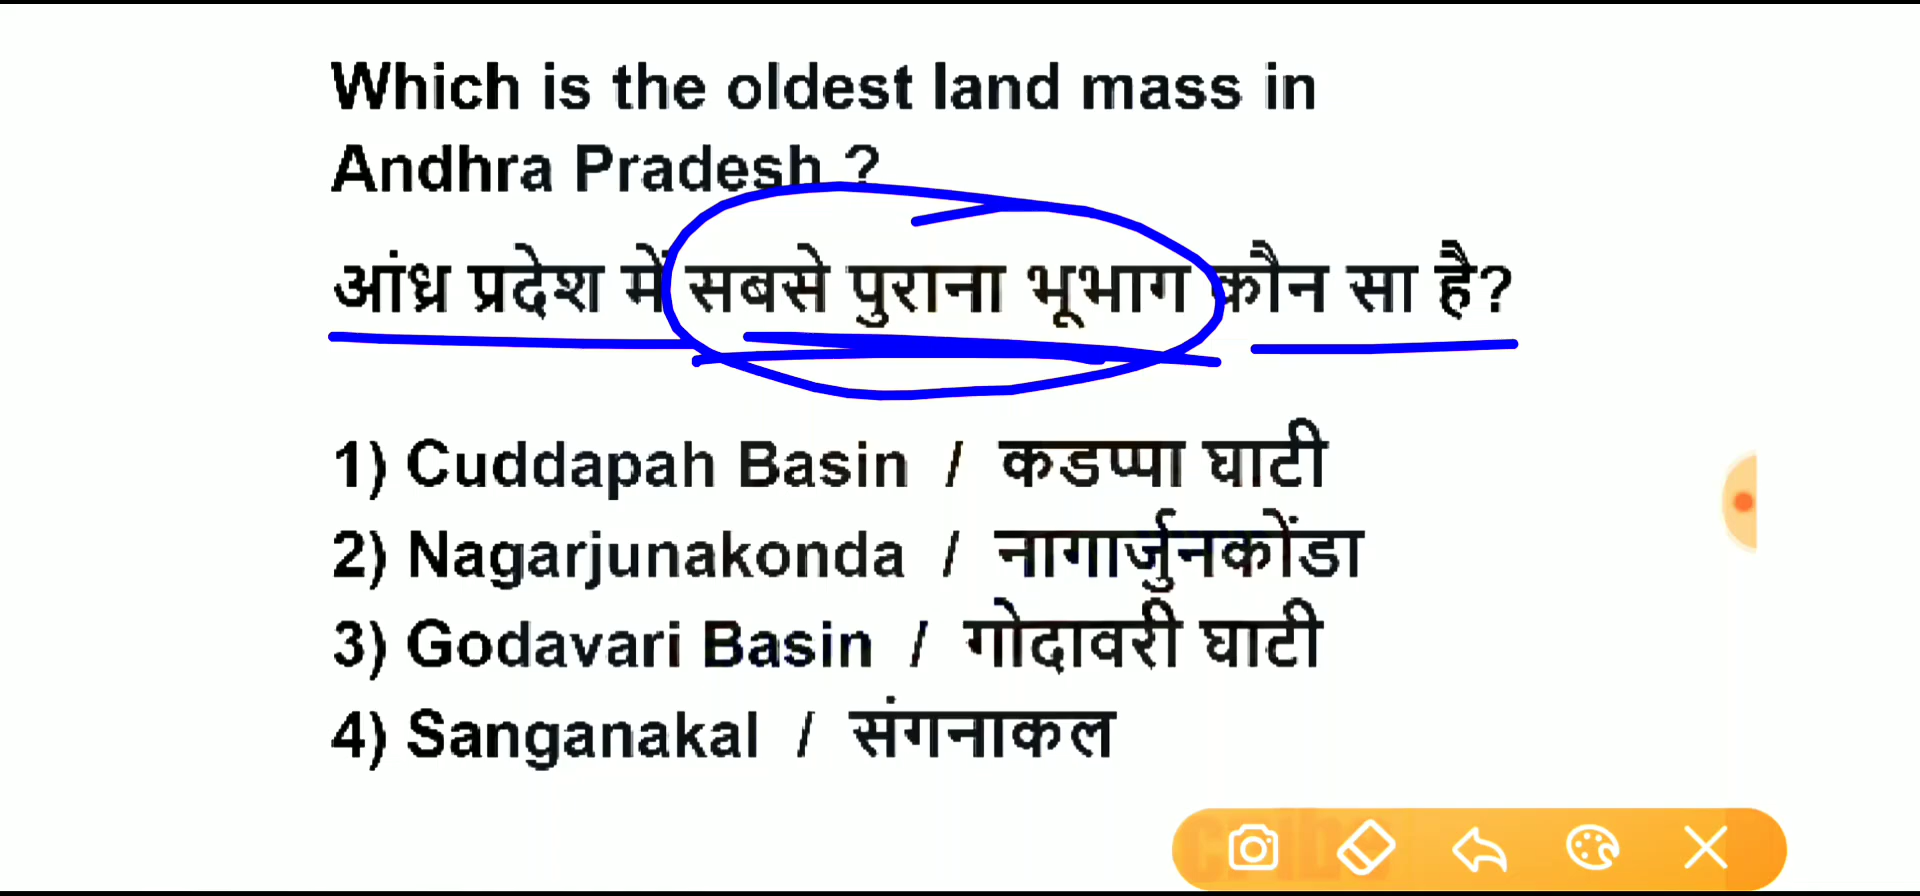 Which is the oldest land mass in
Andhra Pradesh ?
आंध्र प्रदेश में सबसे पुराना भूभाग कौन सा है?
1) Cuddapah Basin / कडप्पा घाटी
2) Nagarjunakonda / नागार्जुनकोंडा
3) Godavari Basin / गोदावरी घाटी
4) Sanganakal / संगनाकल